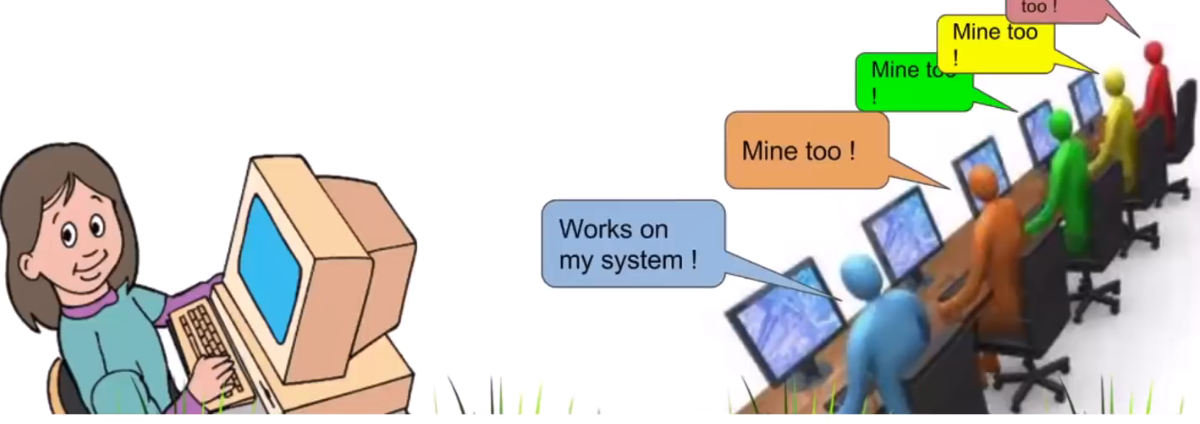 Works on
my system !
Mine too !
Mine too
!
Mine too
!
too !